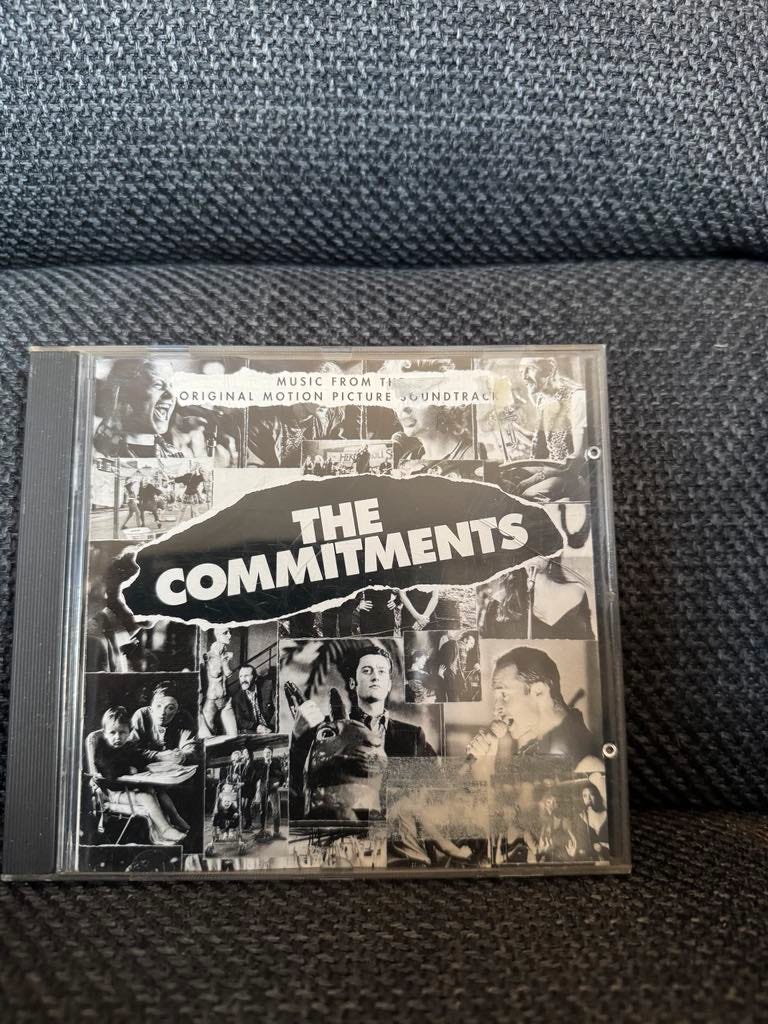 MUSIC FROM THE
ORIGINAL MOTION PICTURE SOUNDTRACK
THE
COMMITMENTS